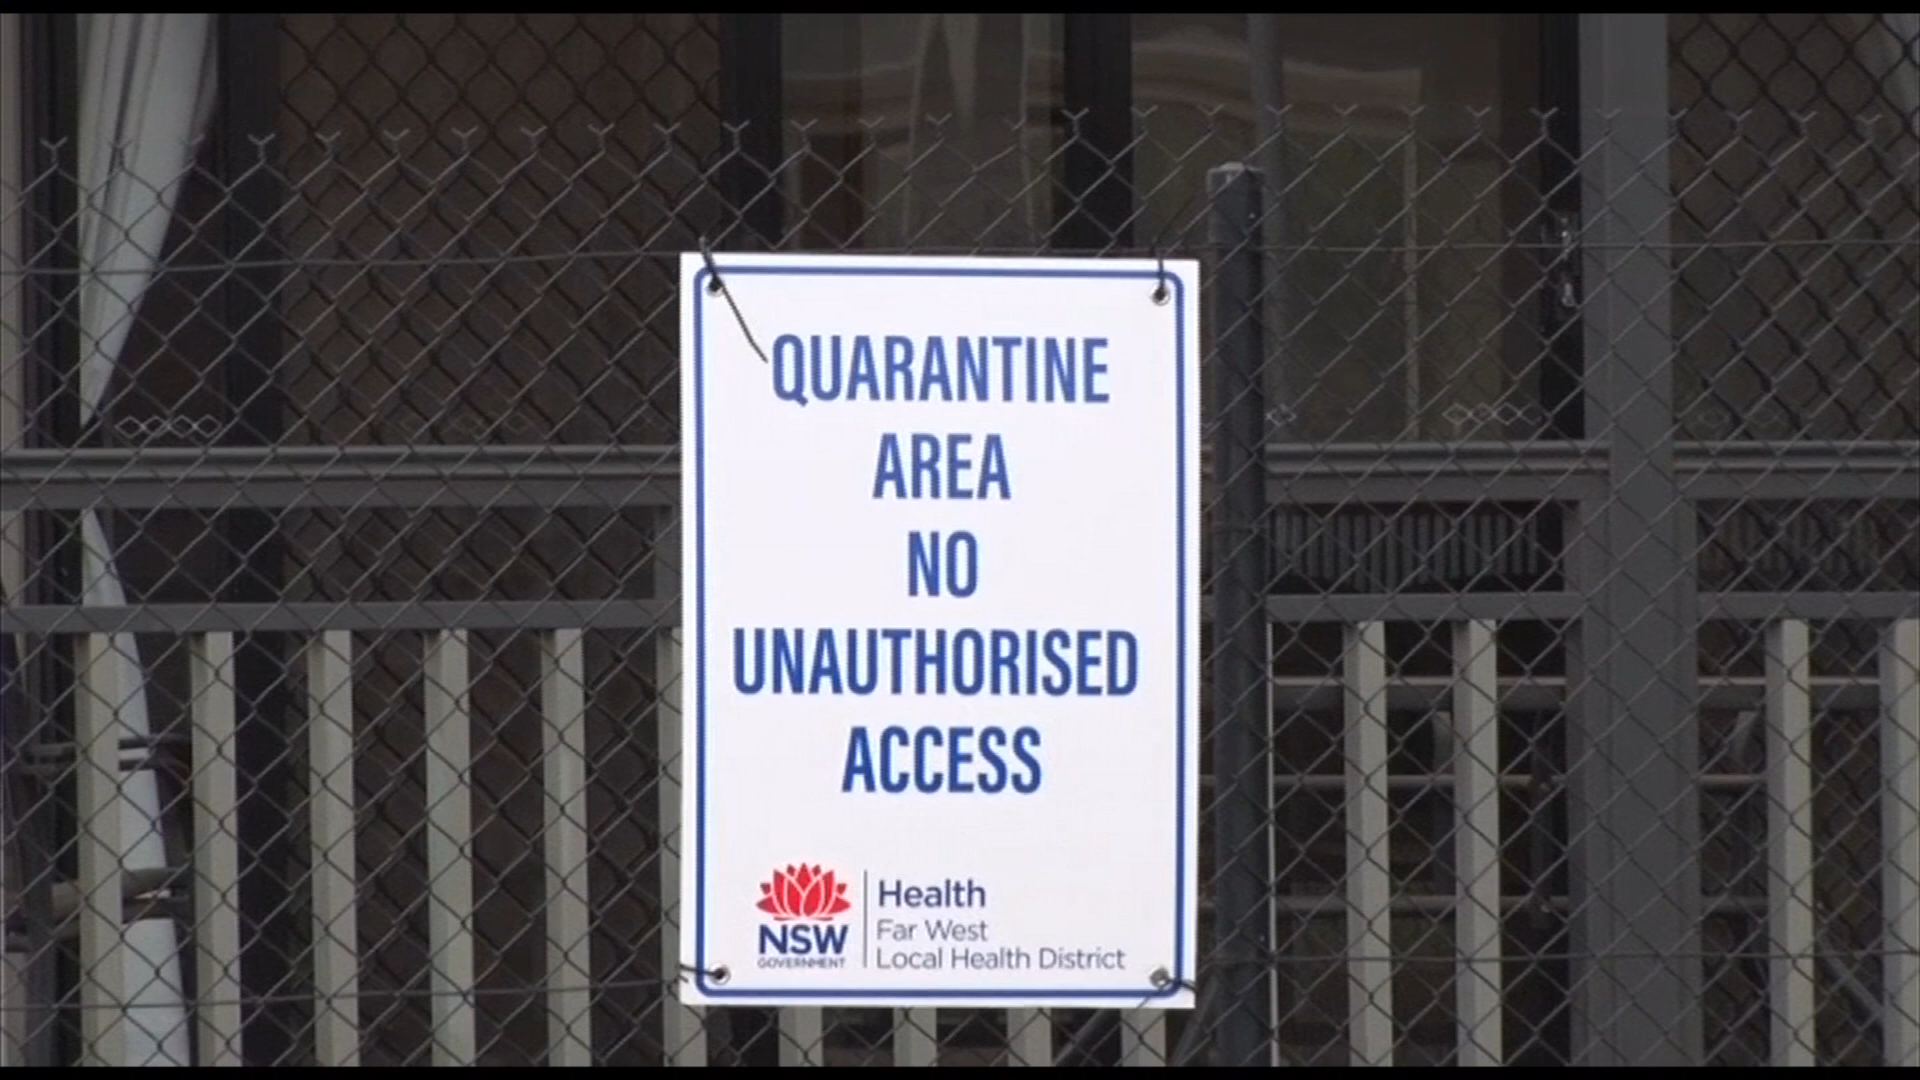 QUARANTINE
AREA
NO
UNAUTHORISED
ACCESS
NSW
GOVERNMENT
Health
Far West
Local Health District